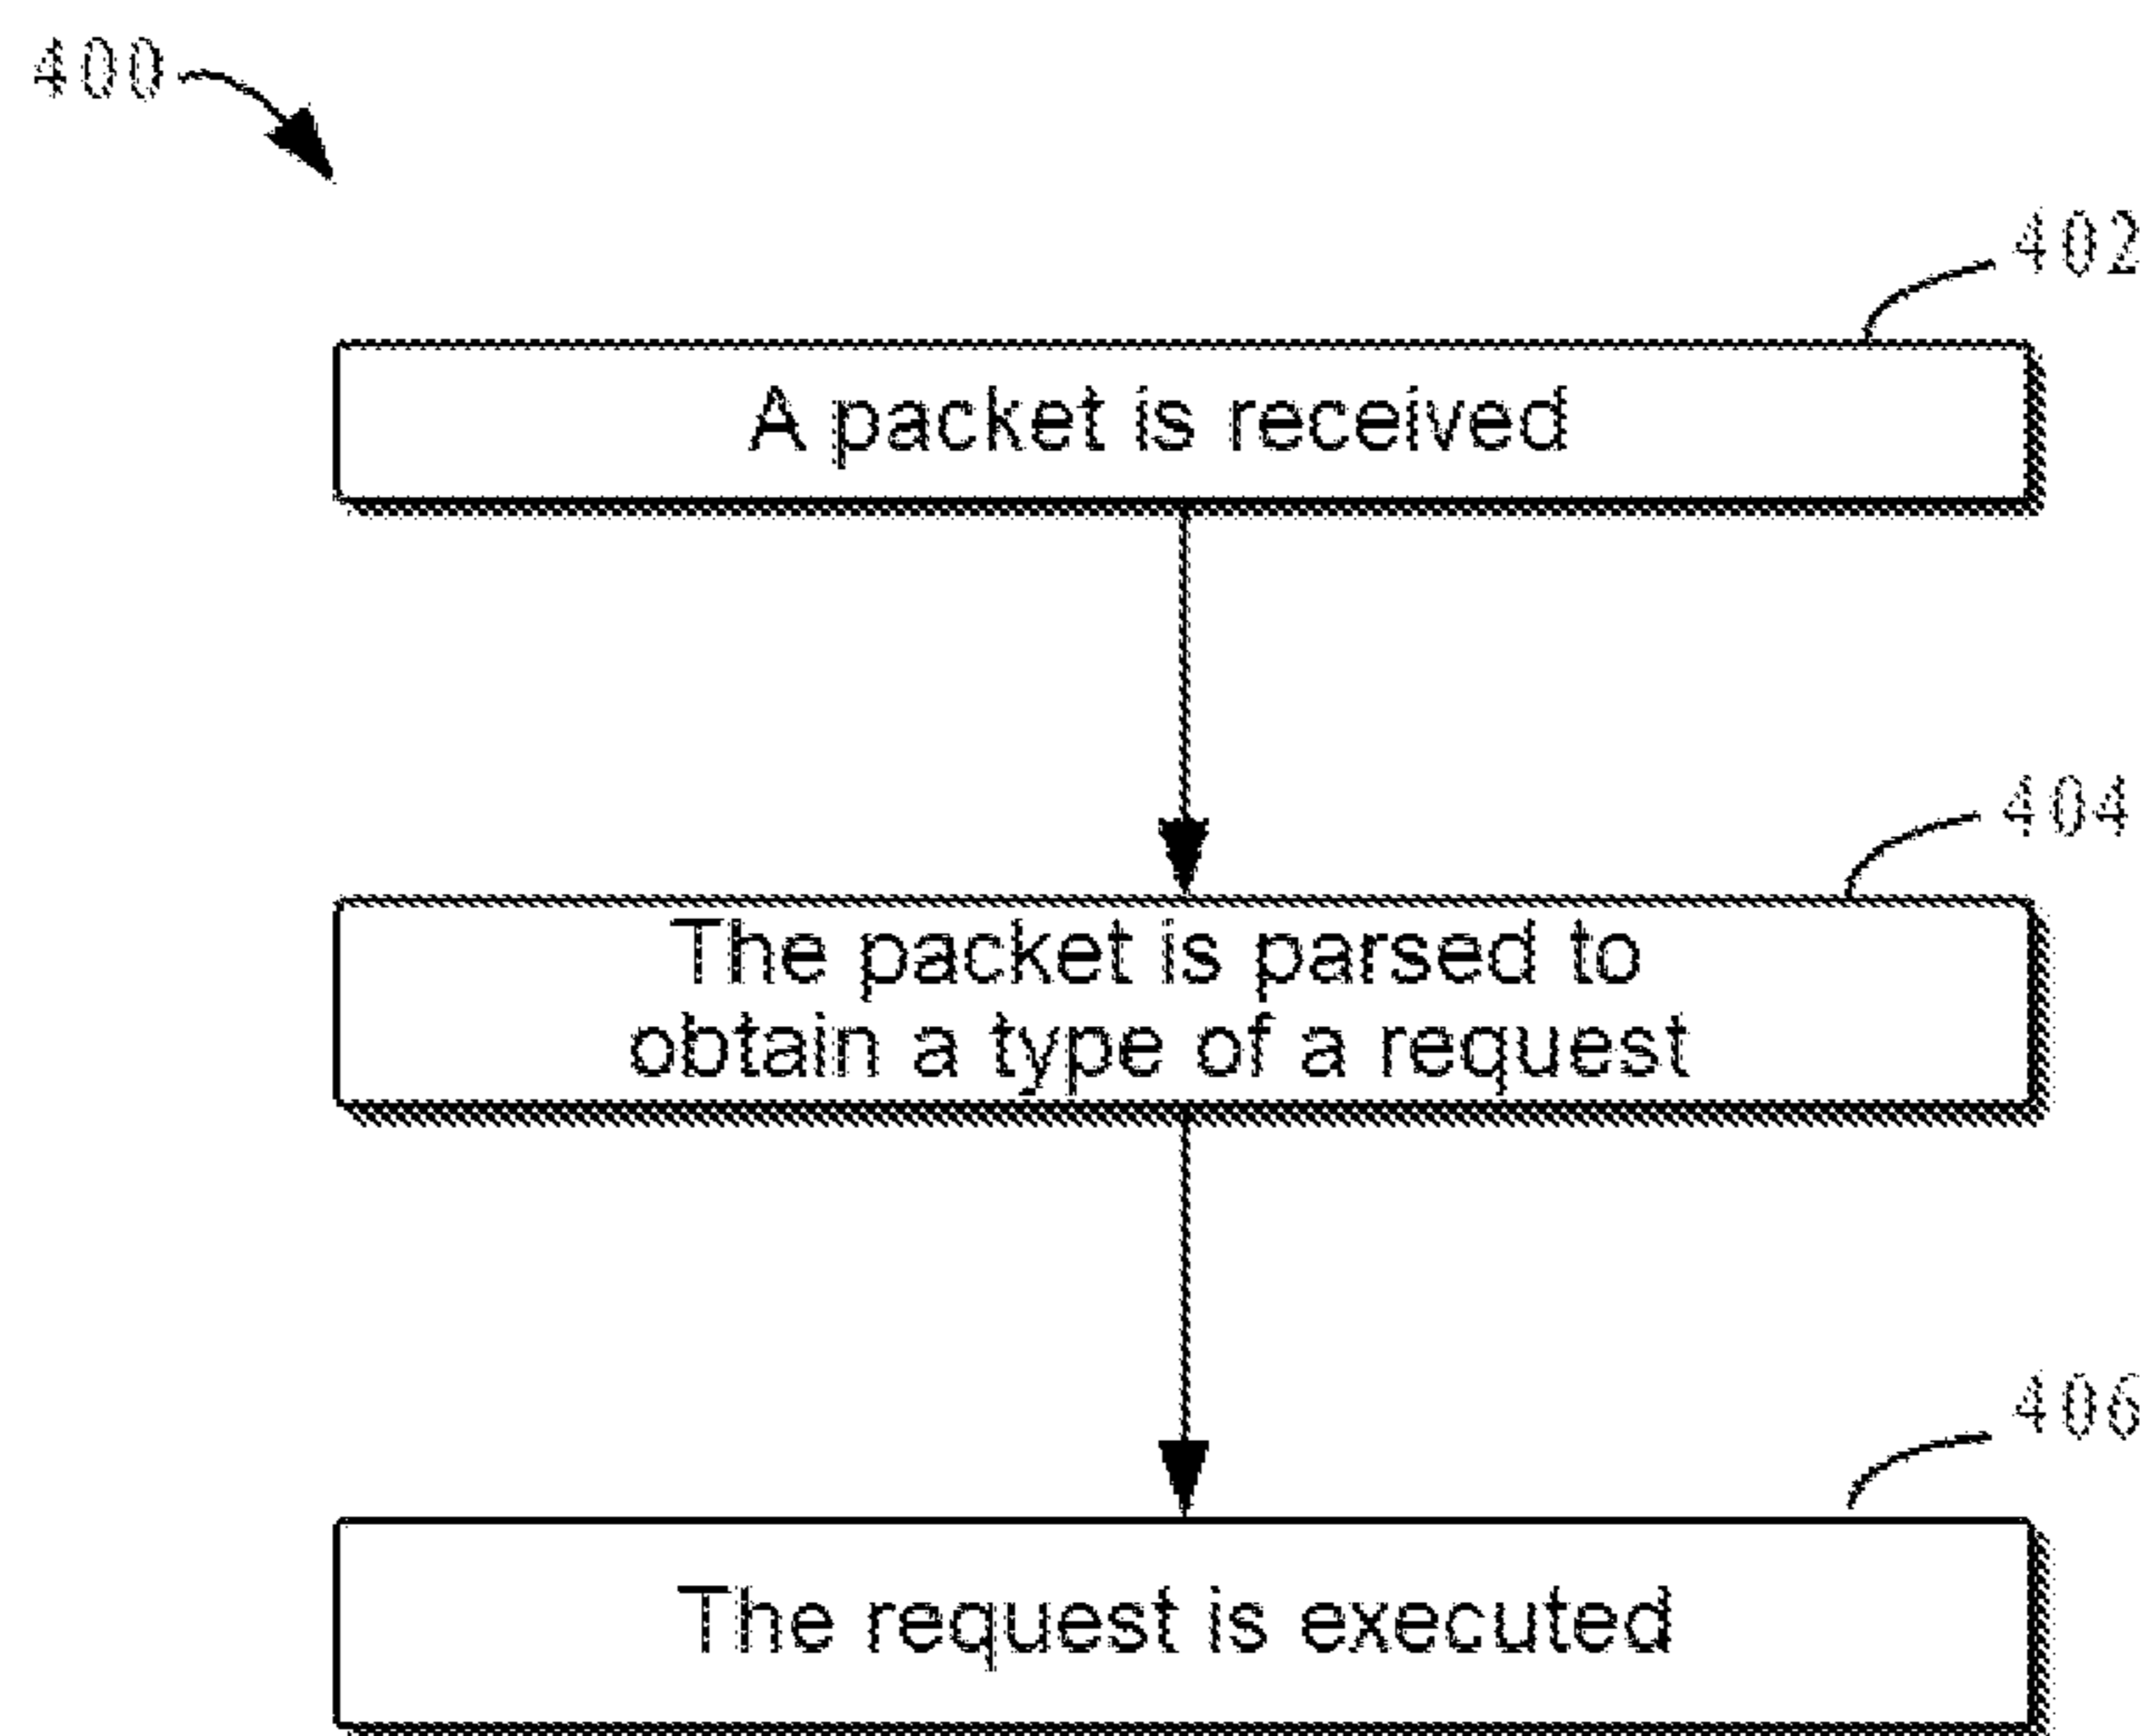 400
402
A packet is received
404
The packet is parsed to
obtain a type of a request
406
The request is executed